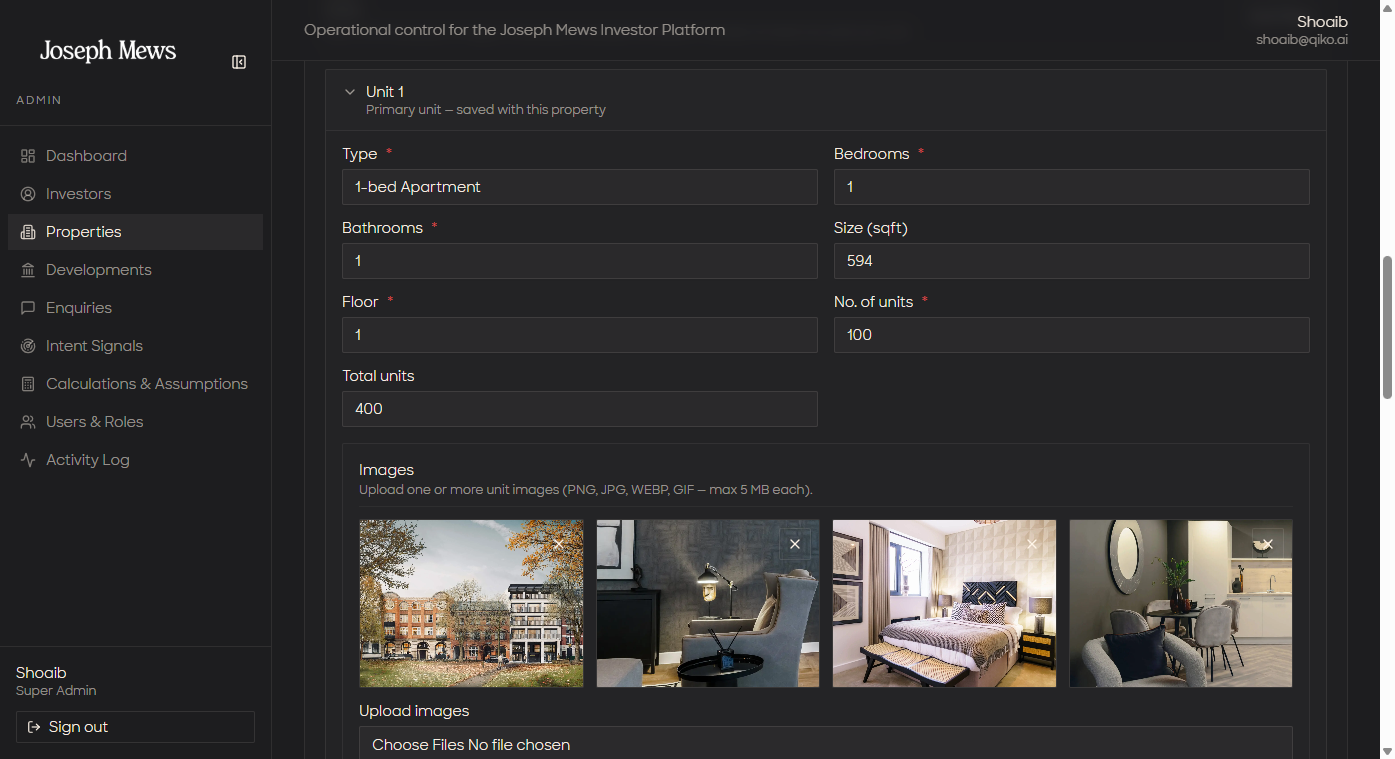 Joseph Mews
ADMIN
Dashboard
Investors
Properties
Developments
Enquiries
Intent Signals
Calculations & Assumptions
Users & Roles
Activity Log
Shoaib
Super Admin
Sign out
Operational control for the Joseph Mews Investor Platform
Shoaib
shoaib@qiko.ai
Unit 1
Primary unit — saved with this property
Type *
1-bed Apartment
Bedrooms *
1
Bathrooms *
1
Size (sqft)
594
Floor *
1
No. of units *
100
Total units
400
Images
Upload one or more unit images (PNG, JPG, WEBP, GIF — max 5 MB each).
Upload images
Choose Files No file chosen